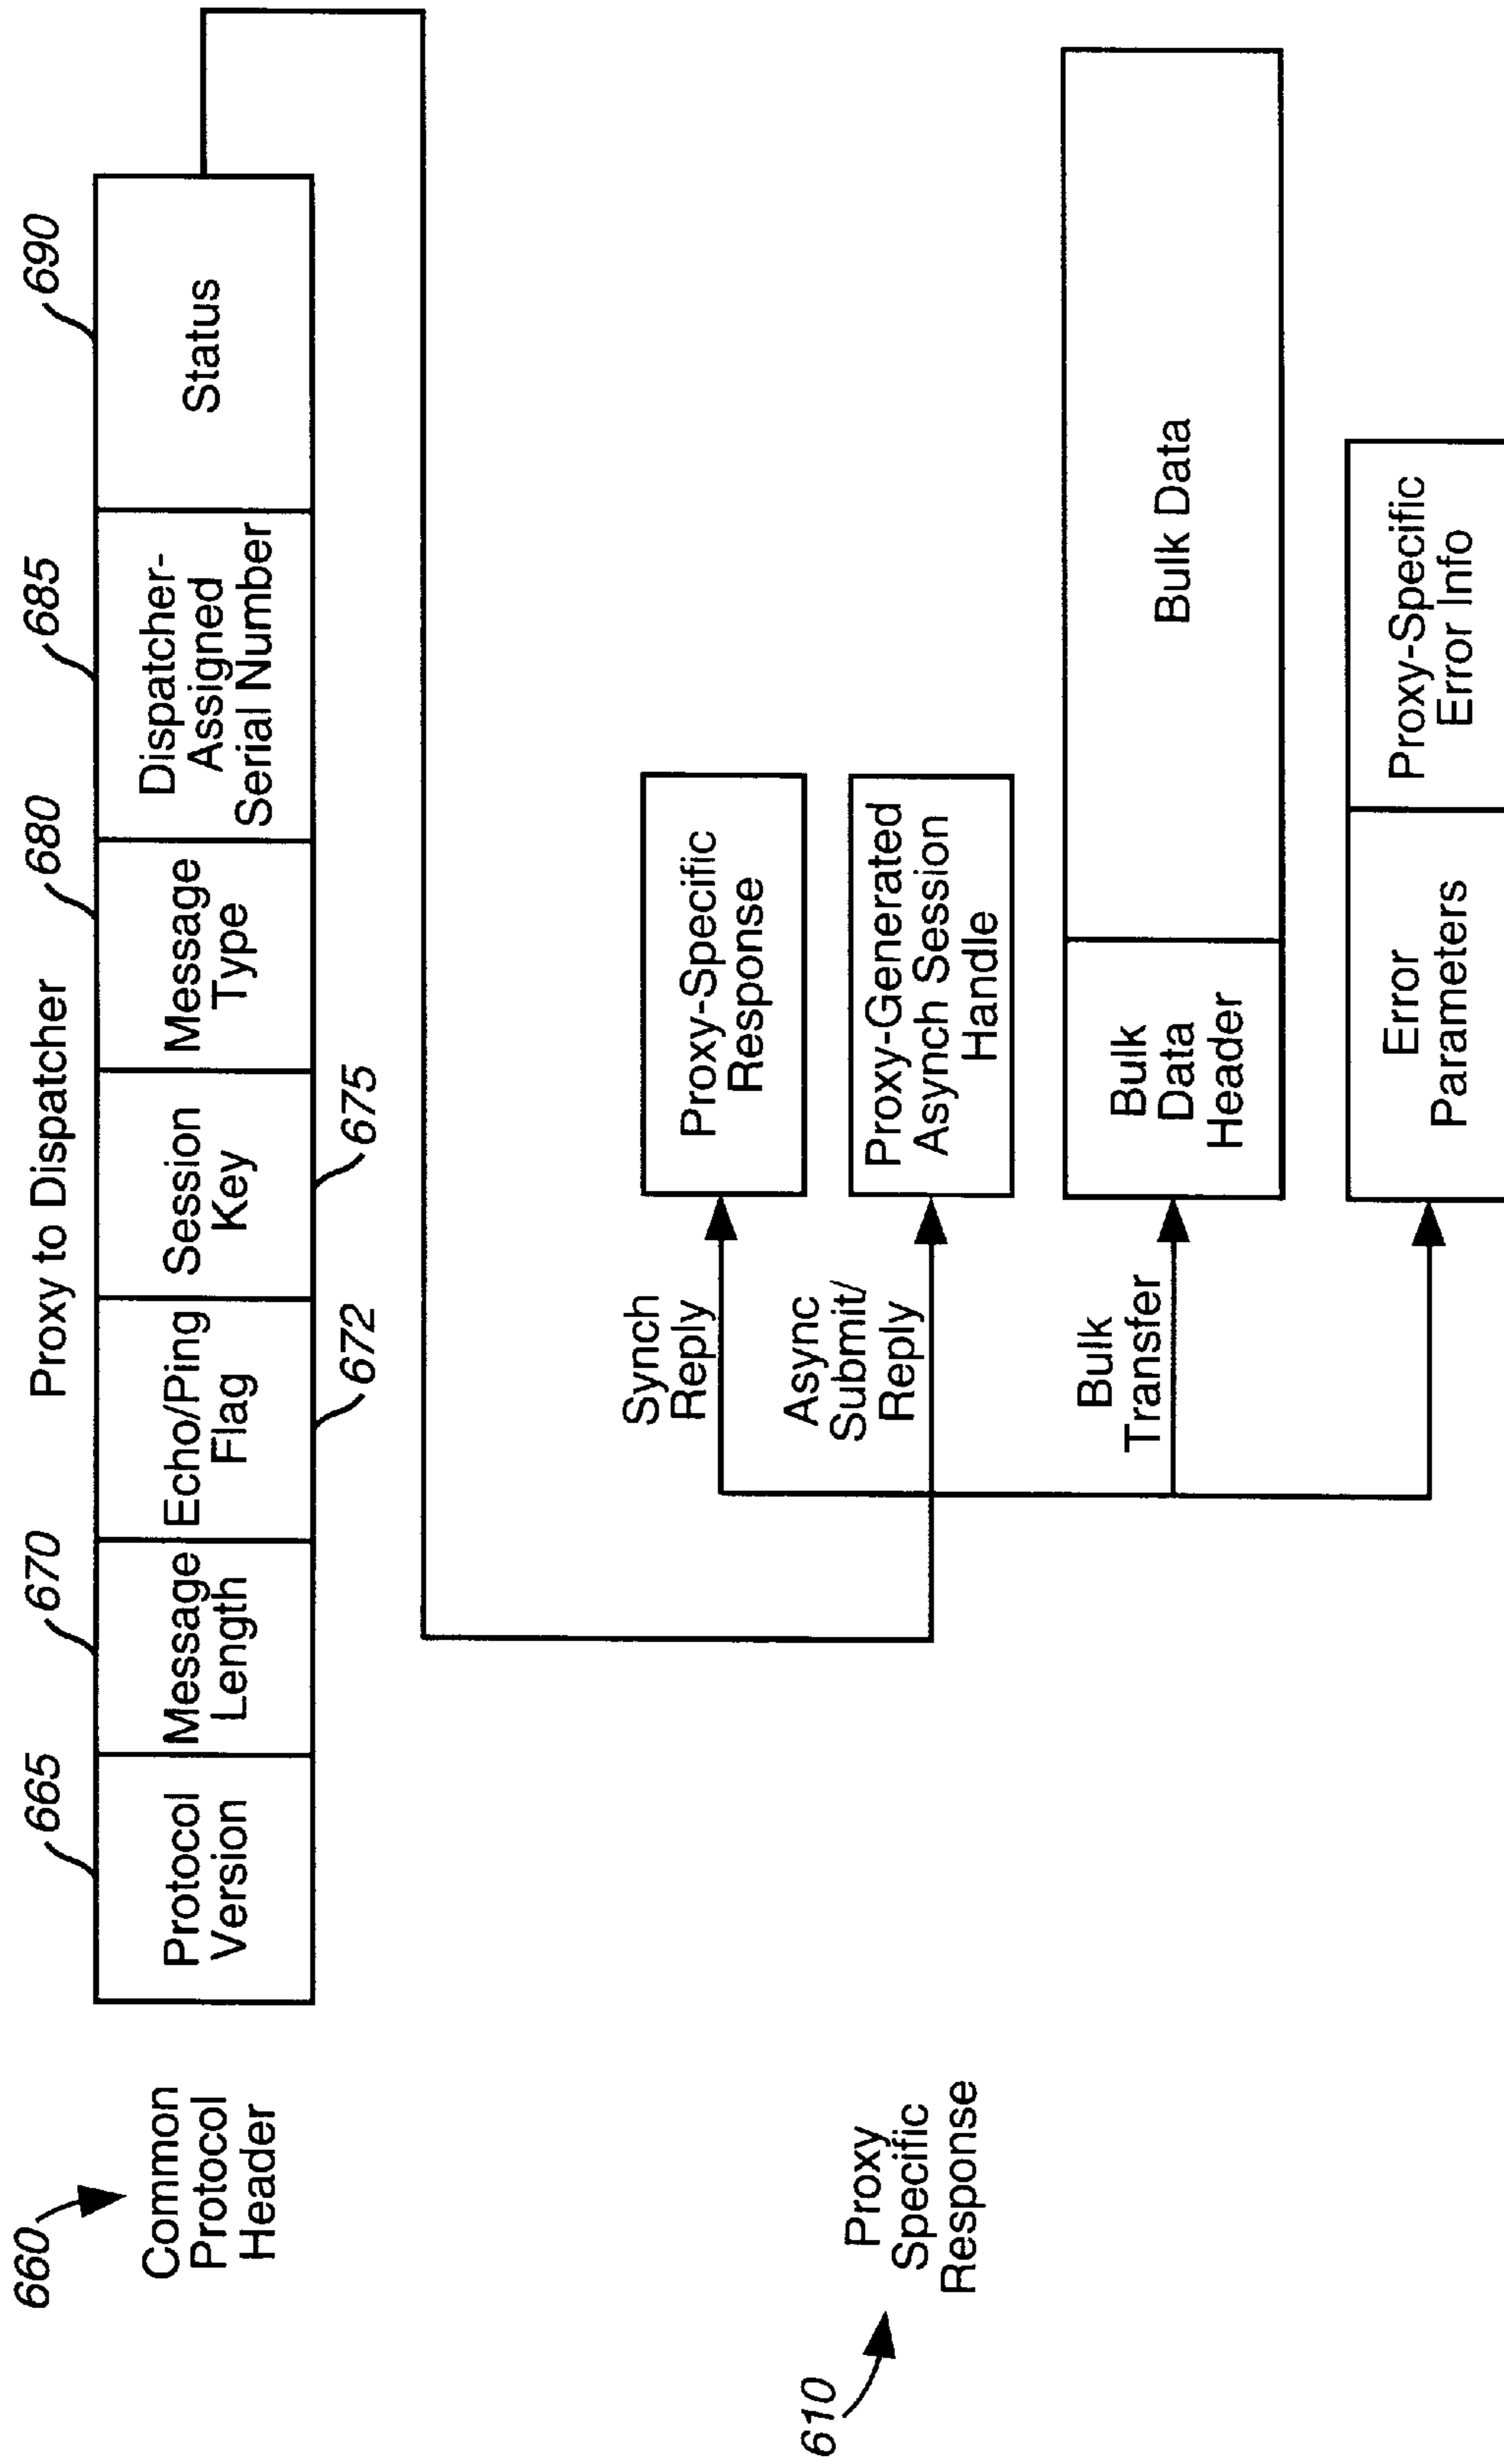 Proxy to Dispatcher
660
Common
Protocol
Header
665
670
680
685
690
Protocol
Version
Message
Length
Echo/Ping
Flag
Session
Key
Message
Type
Dispatcher-
Assigned
Serial Number
Status
672
675
610
Proxy
Specific
Response
Synch
Reply
Proxy-Specific
Response
Async
Submit/
Reply
Proxy-Generated
Asynch Session
Handle
Bulk
Transfer
Bulk
Data
Header
Bulk Data
Error
Parameters
Proxy-Specific
Error Info